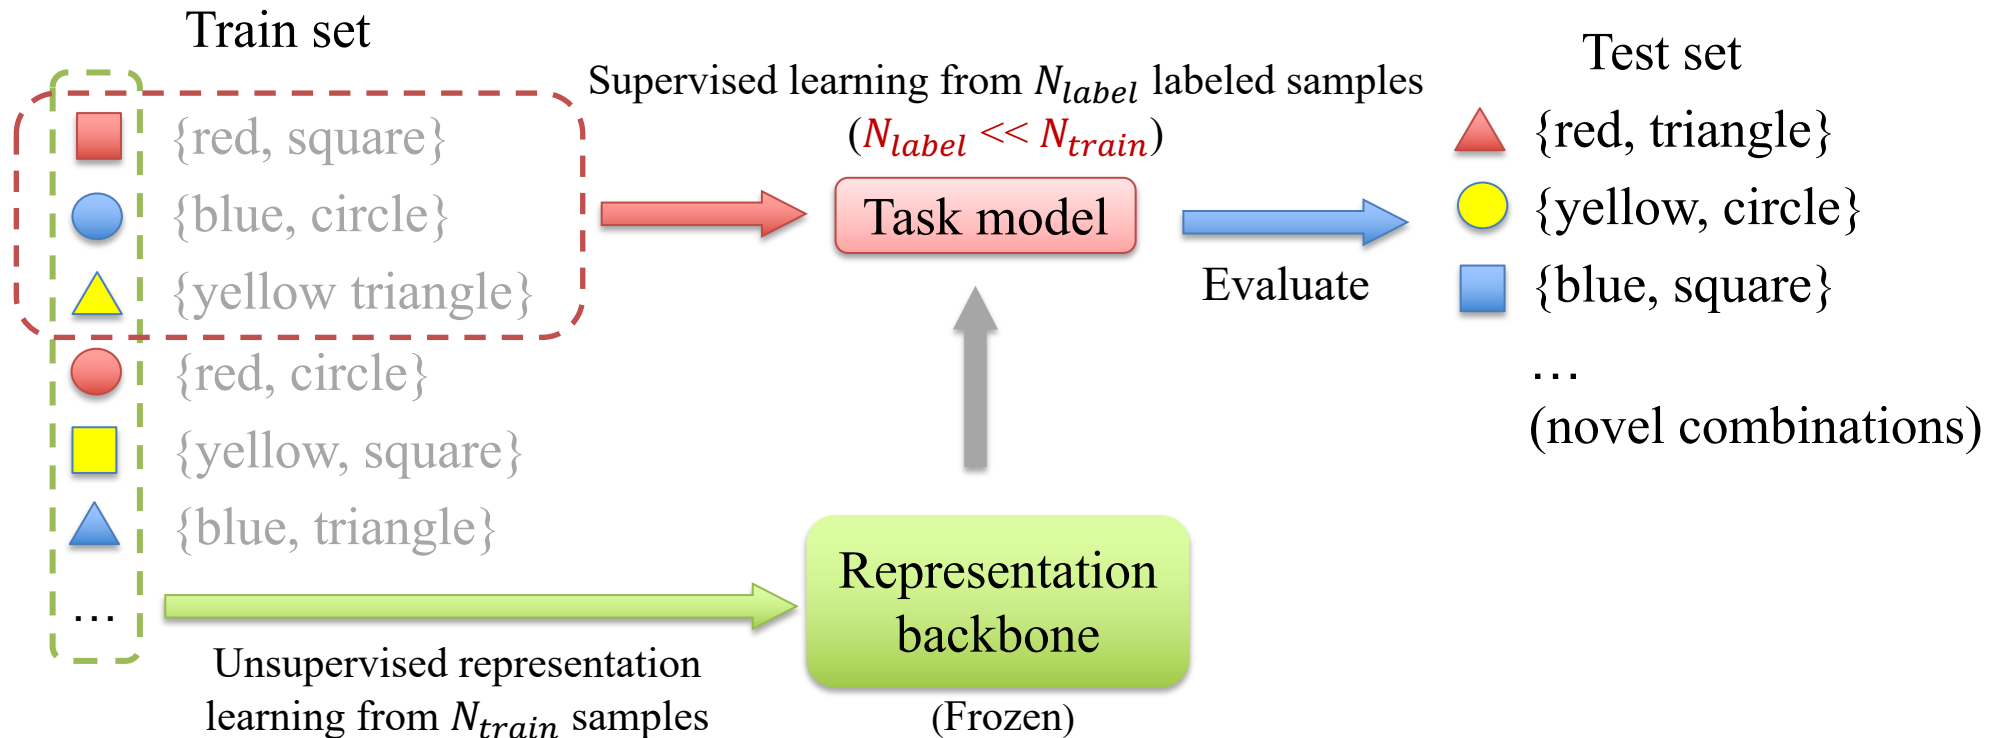 Train set
{red, square}
{blue, circle}
{yellow triangle}
{red, circle}
{yellow, square}
{blue, triangle}
...
Unsupervised representation
learning from N_train samples
Supervised learning from N_label labeled samples
(N_label << N_train)
Task model
Representation
backbone
(Frozen)
Evaluate
Test set
{red, triangle}
{yellow, circle}
{blue, square}
...
(novel combinations)